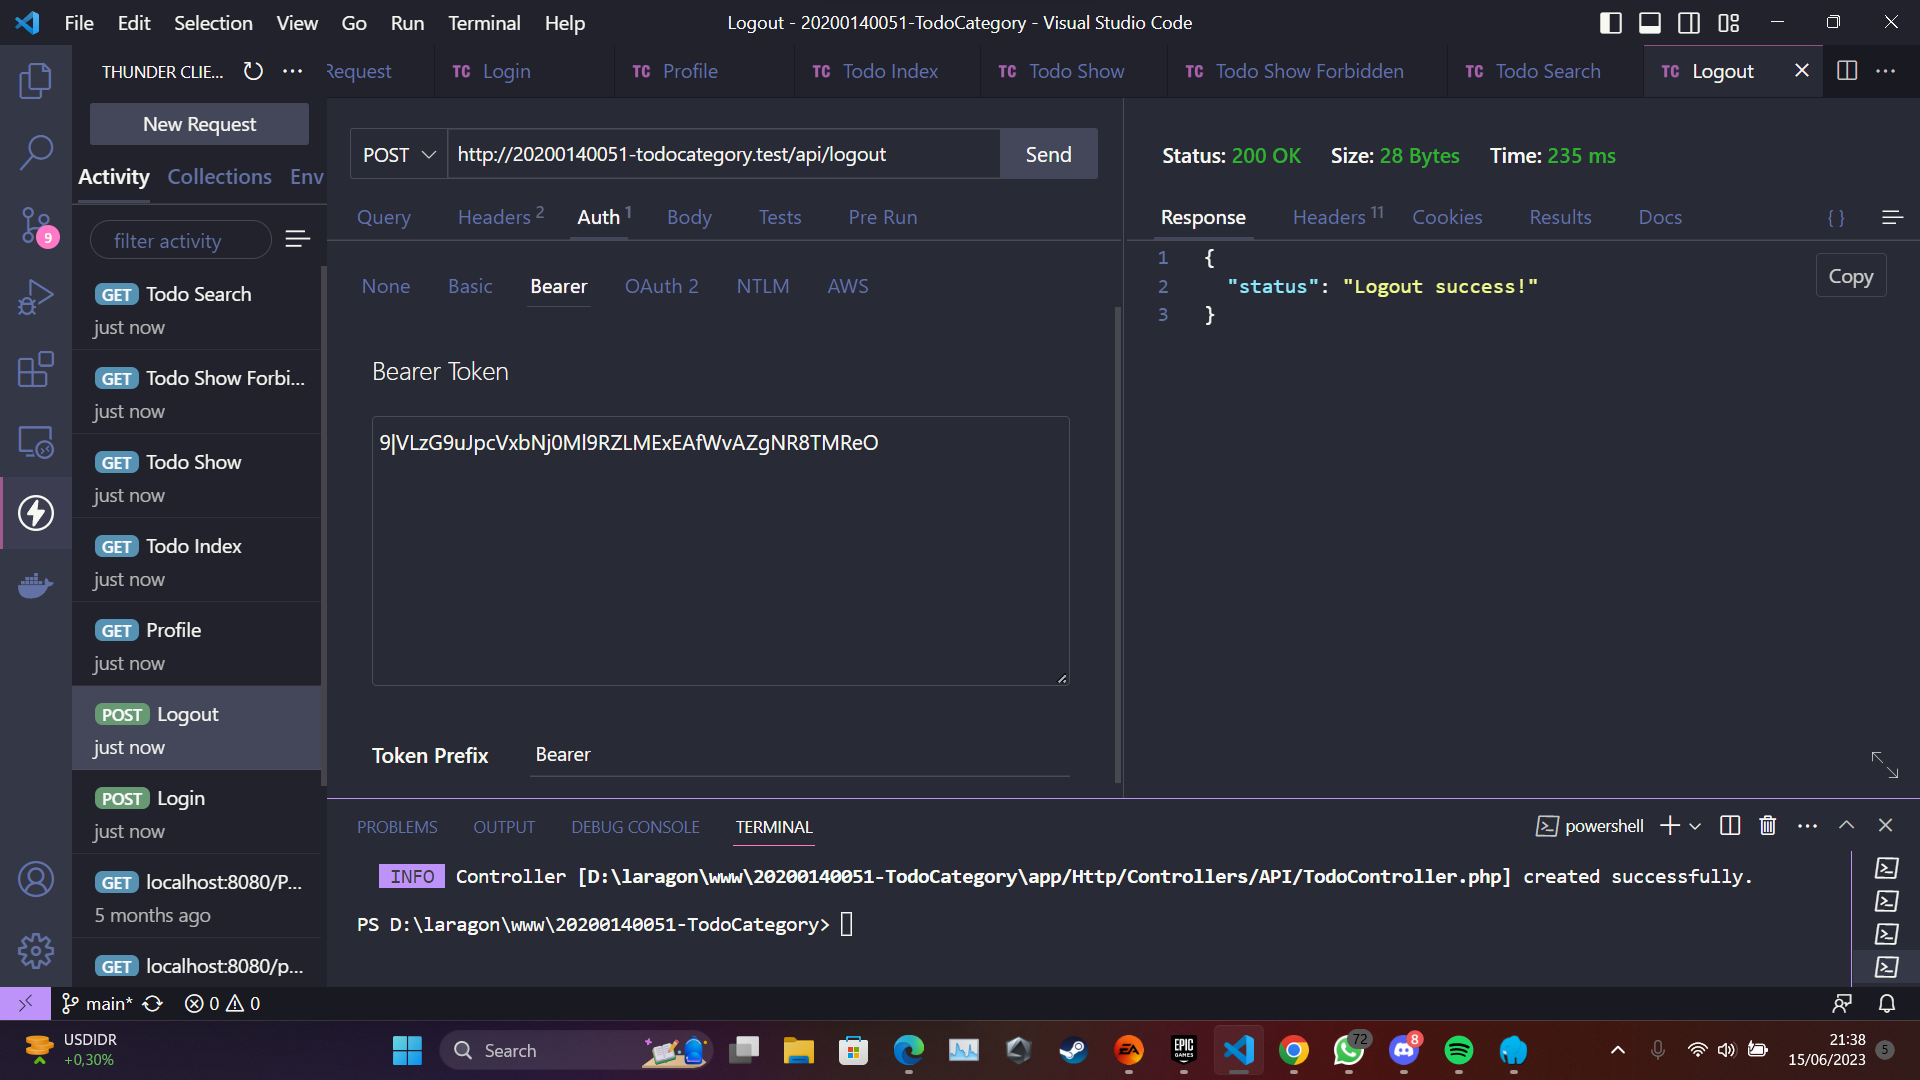 File Edit Selection View Go Run Terminal Help
Logout - 20200140051-TodoCategory - Visual Studio Code
THUNDER CLIE...
Request
TC Login
TC Profile
TC Todo Index
TC Todo Show
TC Todo Show Forbidden
TC Todo Search
TC Logout
New Request
Activity Collections Env
filter activity
GET Todo Search
just now
GET Todo Show Forbi...
just now
GET Todo Show
just now
GET Todo Index
just now
GET Profile
just now
POST Logout
just now
POST Login
just now
GET localhost:8080/P...
5 months ago
GET localhost:8080/p...
9
POST http://20200140051-todocategory.test/api/logout Send
Query Headers 2 Auth 1 Body Tests Pre Run
None Basic Bearer OAuth 2 NTLM AWS
Bearer Token
9|VLzG9uJpcVxbNj0Ml9RZLMExEAfWvAZgNR8TMReO
Token Prefix Bearer
Status: 200 OK Size: 28 Bytes Time: 235 ms
Response Headers 11 Cookies Results Docs { }
1 {
2 "status": "Logout success!"
3 }
Copy
PROBLEMS OUTPUT DEBUG CONSOLE TERMINAL
powershell
INFO Controller [D:\laragon\www\20200140051-TodoCategory\app/Http/Controllers/API/TodoController.php] created successfully.
PS D:\laragon\www\20200140051-TodoCategory>
main* 0 0
USDIDR
+0,30%
Search
EA
EPIC GAMES
72
8
21:38
15/06/2023
5